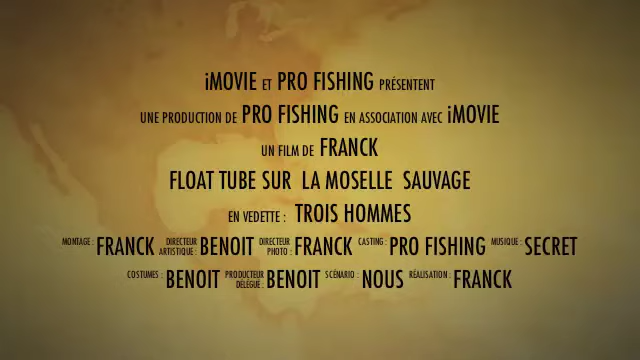 iMOVIE ET PRO FISHING PRÉSENTENT
UNE PRODUCTION DE PRO FISHING EN ASSOCIATION AVEC iMOVIE
UN FILM DE FRANCK
FLOAT TUBE SUR LA MOSELLE SAUVAGE
EN VEDETTE : TROIS HOMMES
MONTAGE : FRANCK DIRECTEUR ARTISTIQUE : BENOIT DIRECTEUR PHOTO : FRANCK CASTING : PRO FISHING MUSIQUE : SECRET
COSTUMES : BENOIT PRODUCTEUR DÉLÉGUÉ : BENOIT SCÉNARIO : NOUS RÉALISATION : FRANCK